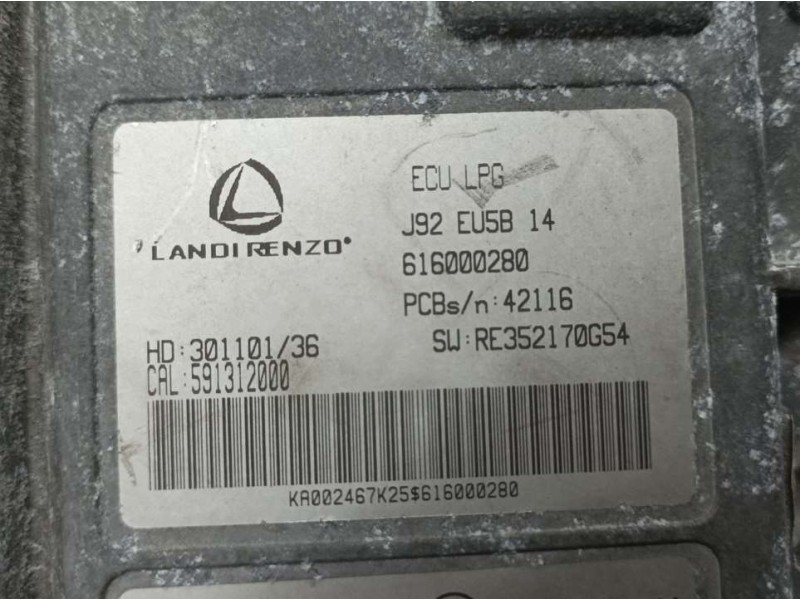 ECU LPG
J92 EU5B 14
616000280
LANDIRENZO
PCBs/n:42116
HD:301101/36
SW:RE352170G54
CAL:591312000
KA002467K25$616000280